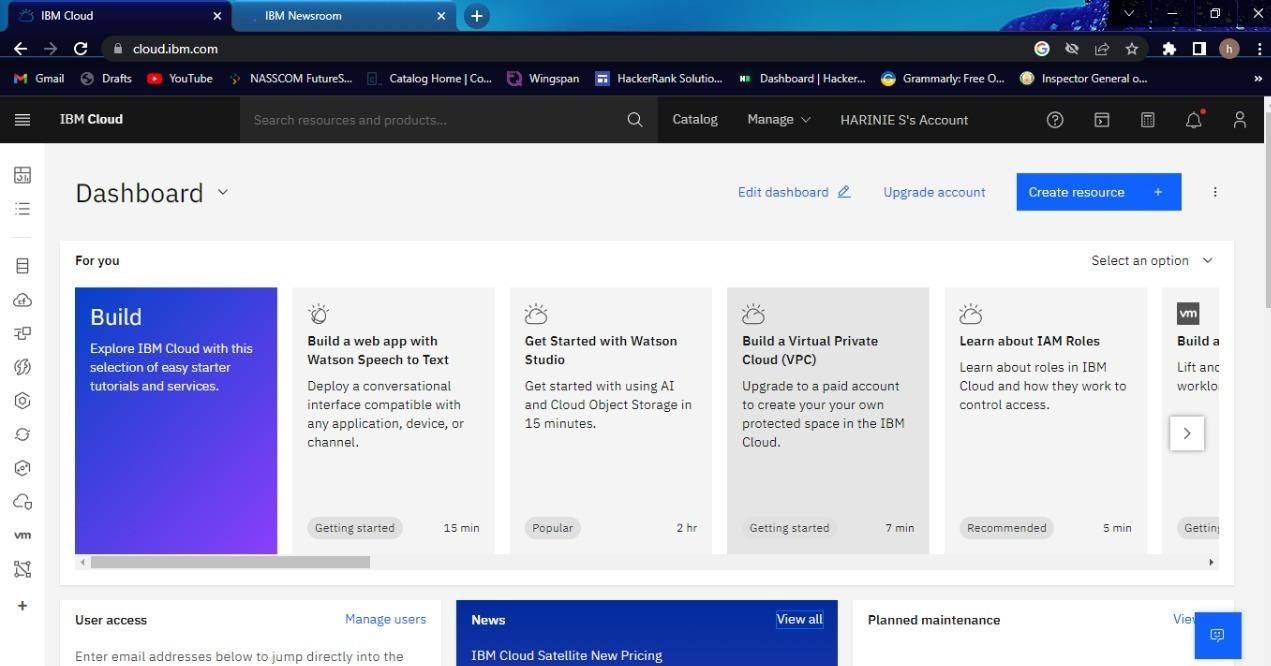 IBM Cloud
IBM Newsroom
cloud.ibm.com
h
Gmail
Drafts
YouTube
NASSCOM FutureS...
Catalog Home | Co...
Wingspan
HackerRank Solutio...
Dashboard | Hacker...
Grammarly: Free O...
Inspector General o...
IBM Cloud
Search resources and products...
Catalog
Manage
HARINIE S's Account
Dashboard
Edit dashboard
Upgrade account
Create resource +
For you
Select an option
Build
Explore IBM Cloud with this
selection of easy starter
tutorials and services.
Build a web app with
Watson Speech to Text
Deploy a conversational
interface compatible with
any application, device, or
channel.
Getting started
15 min
Get Started with Watson
Studio
Get started with using AI
and Cloud Object Storage in
15 minutes.
Popular
2 hr
Build a Virtual Private
Cloud (VPC)
Upgrade to a paid account
to create your your own
protected space in the IBM
Cloud.
Getting started
7 min
Learn about IAM Roles
Learn about roles in IBM
Cloud and how they work to
control access.
Recommended
5 min
vm
Build a
Lift and
worklo
Getting
vm
User access
Manage users
Enter email addresses below to jump directly into the
News
View all
IBM Cloud Satellite New Pricing
Planned maintenance
View